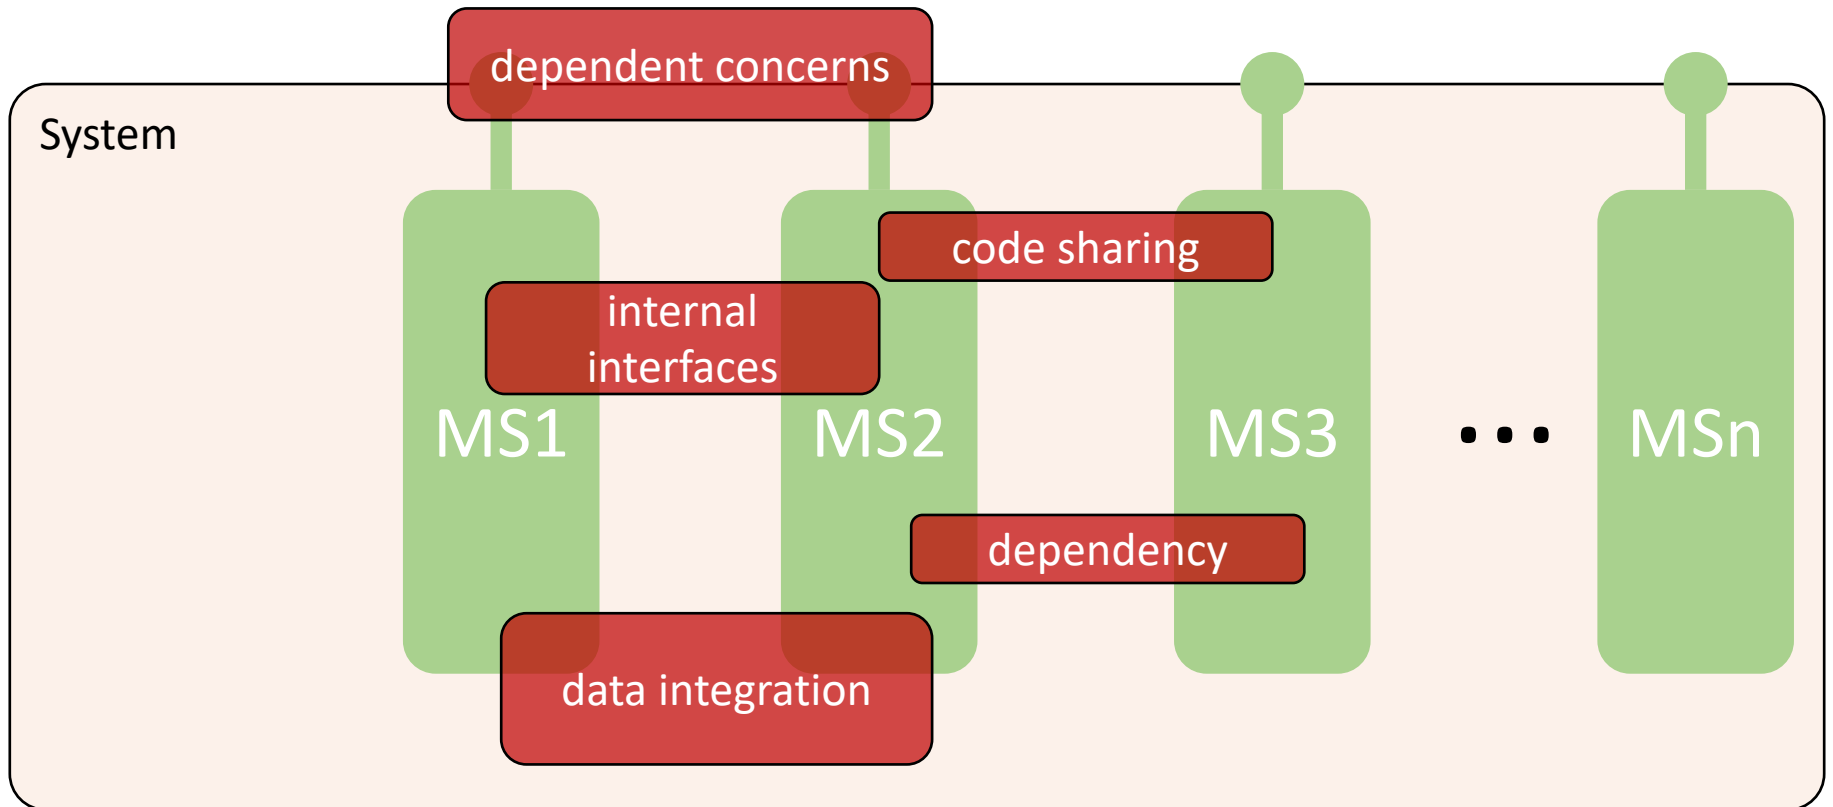 dependent concerns
System
code sharing
internal
interfaces
MS1
MS2
MS3
...
MSn
dependency
data integration